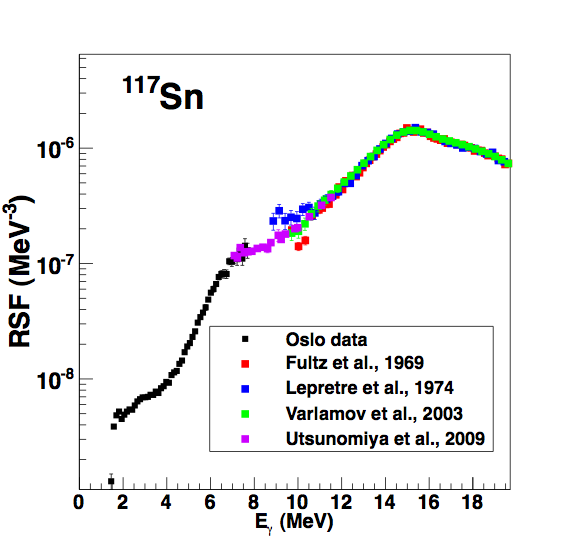 ¹¹⁷Sn
RSF (MeV⁻³)
10⁻⁶
10⁻⁷
10⁻⁸
Oslo data
Fultz et al., 1969
Lepretre et al., 1974
Varlamov et al., 2003
Utsunomiya et al., 2009
0 2 4 6 8 10 12 14 16 18
Eᵧ (MeV)